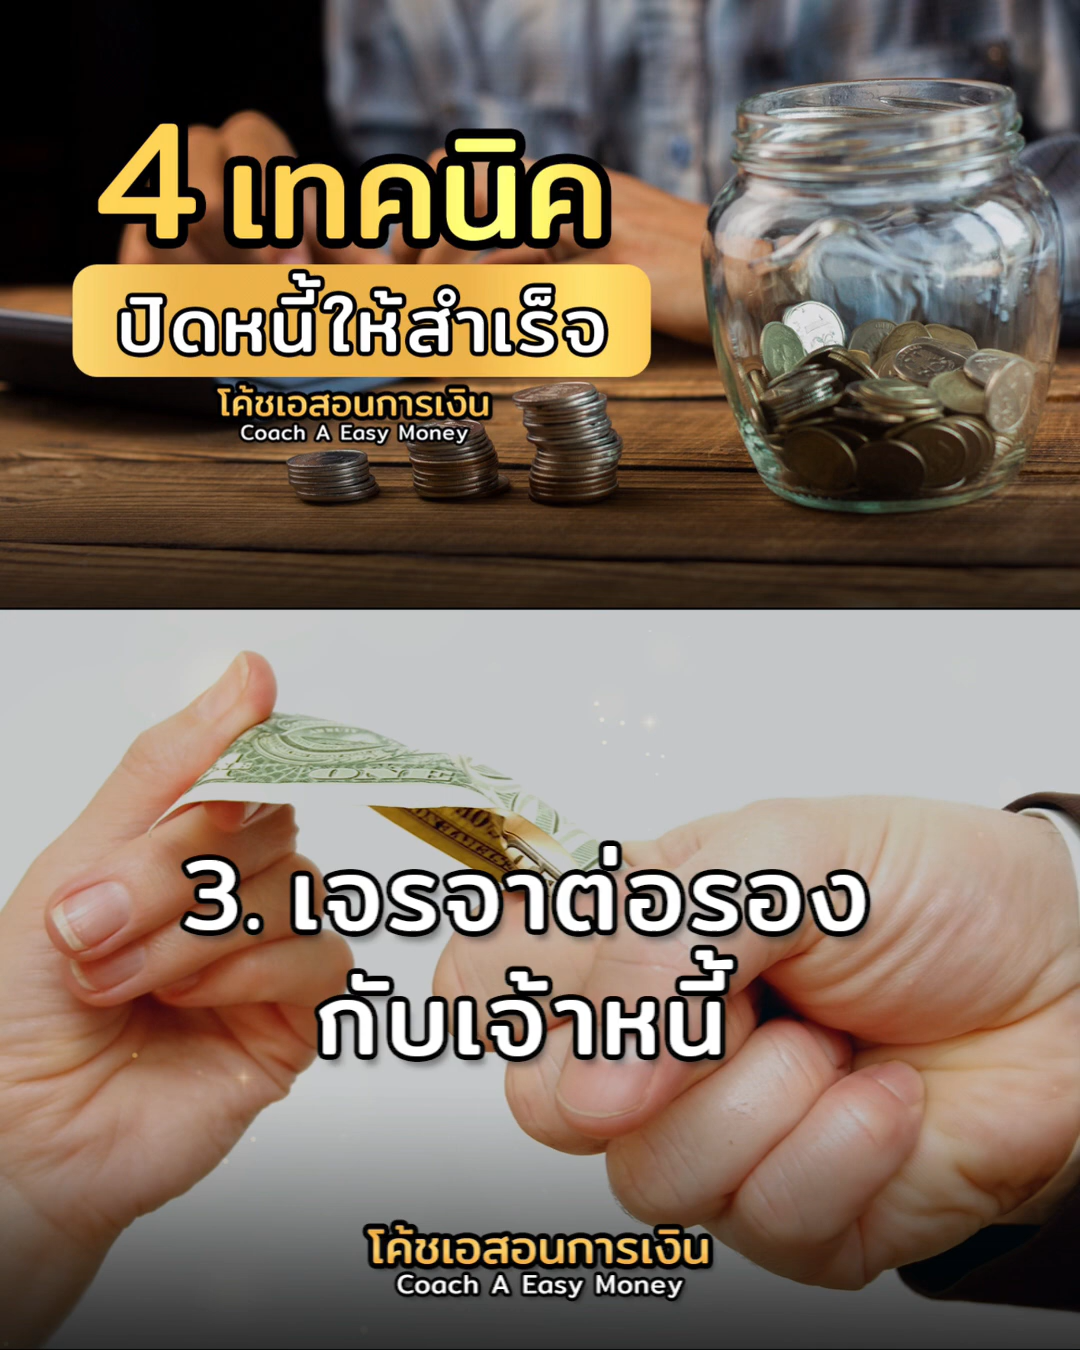 4 เทคนิค
ปิดหนี้ให้สำเร็จ
โค้ชเอสอนการเงิน
Coach A Easy Money
3. เจรจาต่อรอง
กับเจ้าหนี้
โค้ชเอสอนการเงิน
Coach A Easy Money